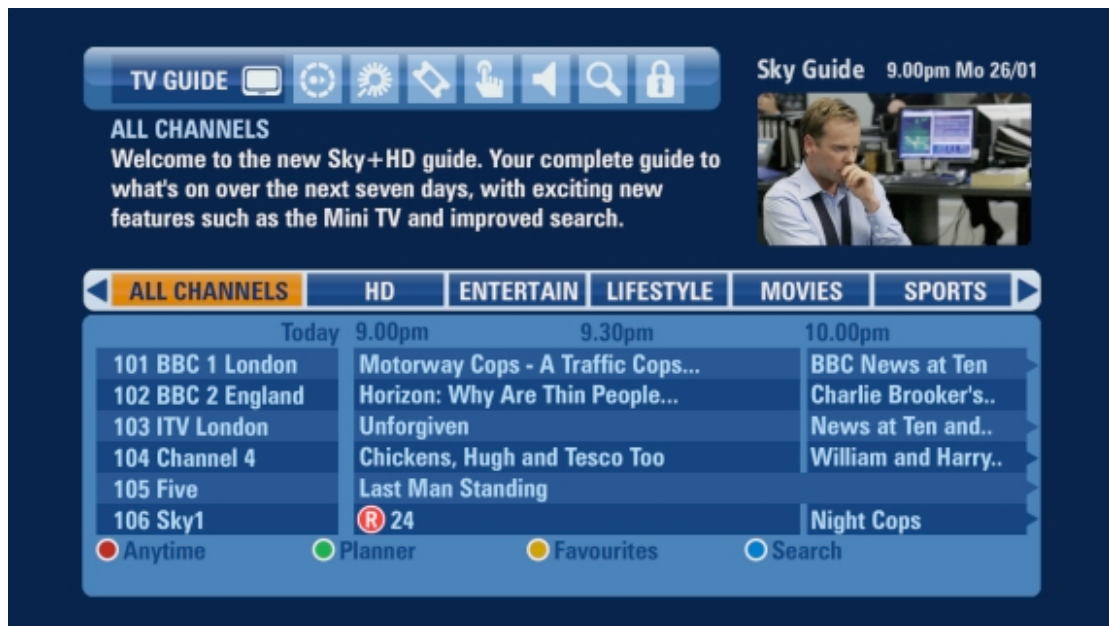 TV GUIDE
Sky Guide 9.00pm Mo 26/01
ALL CHANNELS
Welcome to the new Sky+HD guide. Your complete guide to
what's on over the next seven days, with exciting new
features such as the Mini TV and improved search.
ALL CHANNELS HD ENTERTAIN LIFESTYLE MOVIES SPORTS
Today 9.00pm 9.30pm 10.00pm
101 BBC 1 London Motorway Cops - A Traffic Cops... BBC News at Ten
102 BBC 2 England Horizon: Why Are Thin People... Charlie Brooker's..
103 ITV London Unforgiven News at Ten and..
104 Channel 4 Chickens, Hugh and Tesco Too William and Harry..
105 Five Last Man Standing
106 Sky1 R 24 Night Cops
Anytime Planner Favourites Search